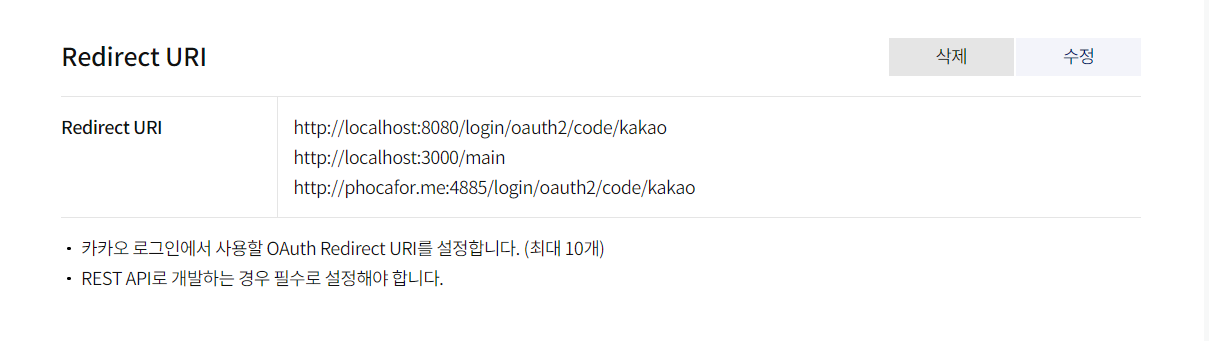 Redirect URI
삭제
수정
Redirect URI
http://localhost:8080/login/oauth2/code/kakao
http://localhost:3000/main
http://phocafor.me:4885/login/oauth2/code/kakao
• 카카오 로그인에서 사용할 OAuth Redirect URI를 설정합니다. (최대 10개)
• REST API로 개발하는 경우 필수로 설정해야 합니다.